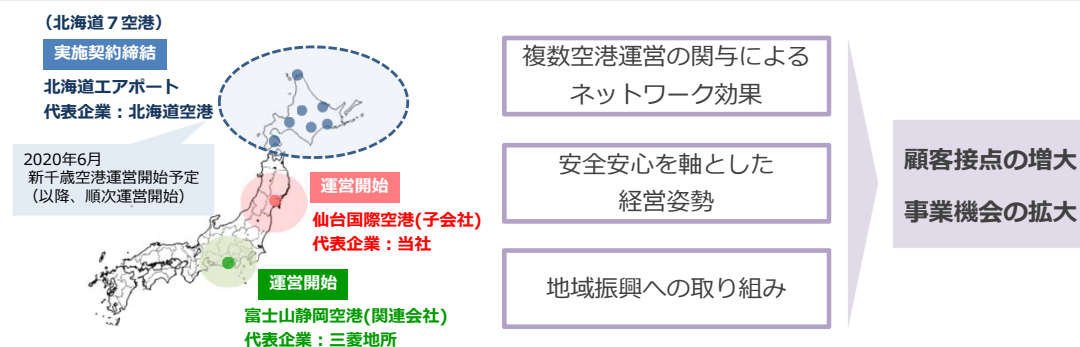 （北海道７空港）
実施契約締結
北海道エアポート
代表企業：北海道空港
2020年6月
新千歳空港運営開始予定
（以降、順次運営開始）
運営開始
仙台国際空港(子会社)
代表企業：当社
運営開始
富士山静岡空港(関連会社)
代表企業：三菱地所
複数空港運営の関与による
ネットワーク効果
安全安心を軸とした
経営姿勢
地域振興への取り組み
顧客接点の増大
事業機会の拡大